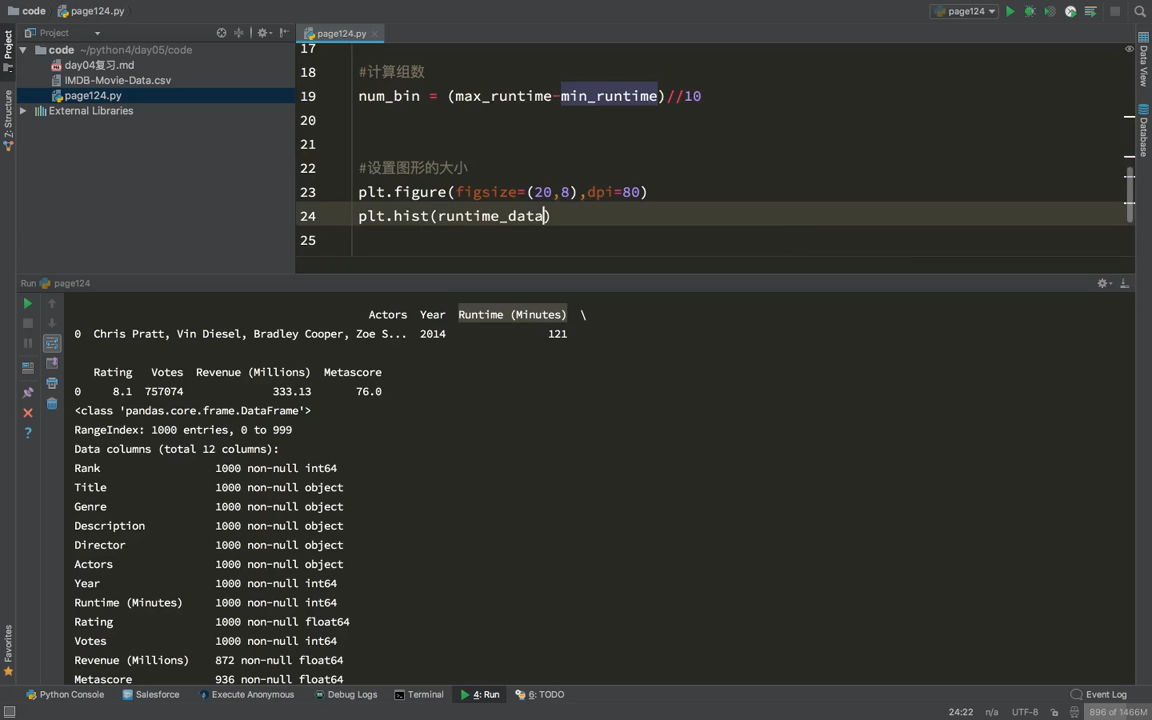 code
page124.py
page124
Project
page124.py
code ~/python4/day05/code
day04复习.md
IMDB-Movie-Data.csv
page124.py
External Libraries
Project
Z: Structure
Favorites
Data View
Database
17
18 #计算组数
19 num_bin = (max_runtime-min_runtime)//10
20
21
22 #设置图形的大小
23 plt.figure(figsize=(20,8),dpi=80)
24 plt.hist(runtime_data)
25
Run page124
Actors Year Runtime (Minutes) \
0 Chris Pratt, Vin Diesel, Bradley Cooper, Zoe S... 2014 121
Rating Votes Revenue (Millions) Metascore
0 8.1 757074 333.13 76.0
<class 'pandas.core.frame.DataFrame'>
RangeIndex: 1000 entries, 0 to 999
Data columns (total 12 columns):
Rank 1000 non-null int64
Title 1000 non-null object
Genre 1000 non-null object
Description 1000 non-null object
Director 1000 non-null object
Actors 1000 non-null object
Year 1000 non-null int64
Runtime (Minutes) 1000 non-null int64
Rating 1000 non-null float64
Votes 1000 non-null int64
Revenue (Millions) 872 non-null float64
Metascore 936 non-null float64
Python Console Salesforce Execute Anonymous Debug Logs Terminal 4: Run 6: TODO Event Log
24:22 n/a UTF-8 896 of 1466M